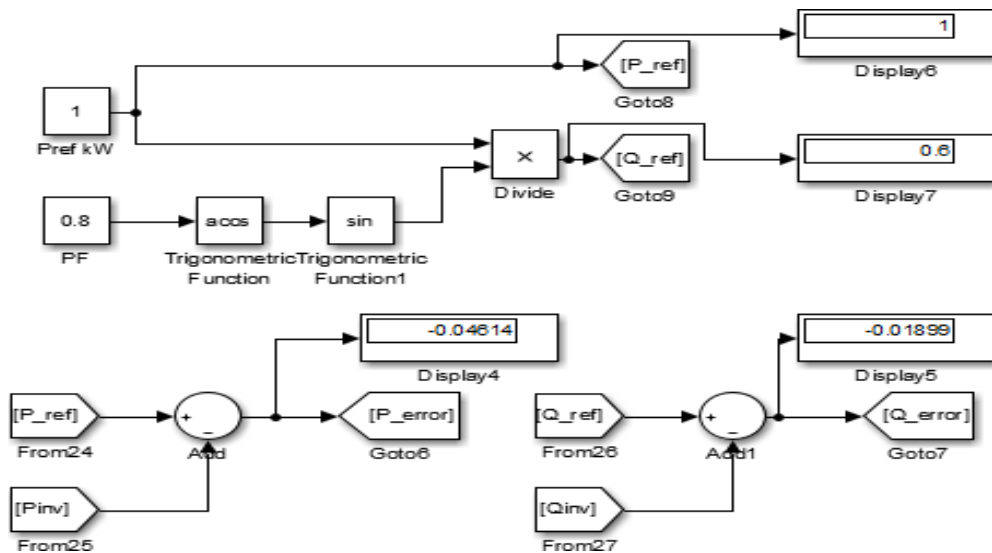 1
Display6
[P_ref]
Goto8
1
Pref kW
×
Divide
[Q_ref]
Goto9
0.6
Display7
0.8
PF
acos
Trigonometric
Function
sin
Trigonometric
Function1
-0.04614
Display4
-0.01899
Display5
[P_ref]
From24
+
−
Add
[P_error]
Goto6
[Q_ref]
From26
+
−
Add1
[Q_error]
Goto7
[Pinv]
From25
[Qinv]
From27